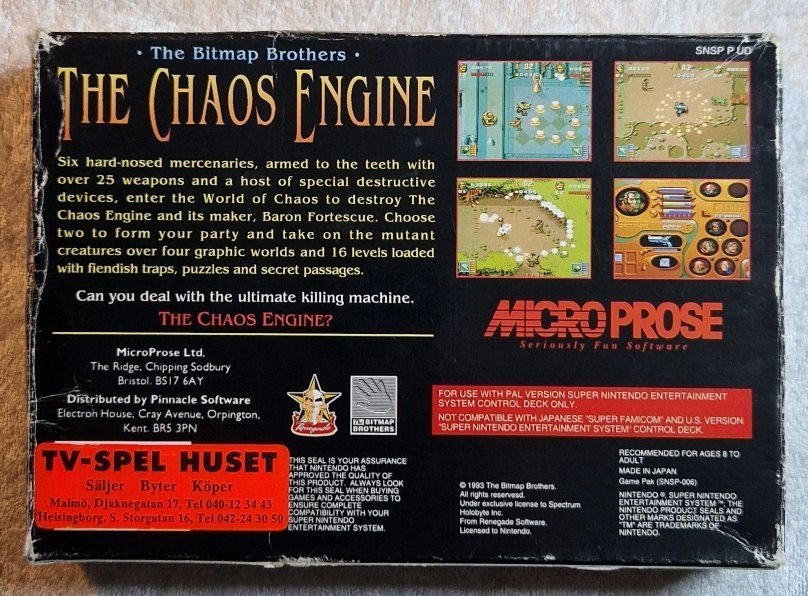 SNSP P UD
• The Bitmap Brothers •
THE CHAOS ENGINE
Six hard-nosed mercenaries, armed to the teeth with
over 25 weapons and a host of special destructive
devices, enter the World of Chaos to destroy The
Chaos Engine and its maker, Baron Fortescue. Choose
two to form your party and take on the mutant
creatures over four graphic worlds and 16 levels loaded
with fiendish traps, puzzles and secret passages.
Can you deal with the ultimate killing machine.
THE CHAOS ENGINE?
MICROPROSE
Seriously Fun Software
MicroProse Ltd.
The Ridge, Chipping Sodbury
Bristol. BS17 6AY
Distributed by Pinnacle Software
Electron House, Cray Avenue, Orpington,
Kent. BR5 3PN
Renegade
The BITMAP
BROTHERS
FOR USE WITH PAL VERSION SUPER NINTENDO ENTERTAINMENT
SYSTEM CONTROL DECK ONLY.
NOT COMPATIBLE WITH JAPANESE "SUPER FAMICOM" AND U.S. VERSION
"SUPER NINTENDO ENTERTAINMENT SYSTEM" CONTROL DECK.
TV-SPEL HUSET
Säljer Byter Köper
Malmö, Djäknegatan 17, Tel 040-12 34 43
Helsingborg, S. Storgatan 16, Tel 042-24 30 50
THIS SEAL IS YOUR ASSURANCE
THAT NINTENDO HAS
APPROVED THE QUALITY OF
THIS PRODUCT. ALWAYS LOOK
FOR THIS SEAL WHEN BUYING
GAMES AND ACCESSORIES TO
ENSURE COMPLETE
COMPATIBILITY WITH YOUR
SUPER NINTENDO
ENTERTAINMENT SYSTEM.
© 1993 The Bitmap Brothers.
All rights resersved.
Under exclusive license to Spectrum
Holobyte Inc.
From Renegade Software.
Licensed to Nintendo.
RECOMMENDED FOR AGES 8 TO
ADULT
MADE IN JAPAN
Game Pak (SNSP-006)
NINTENDO ®, SUPER NINTENDO
ENTERTAINMENT SYSTEM ™, THE
NINTENDO PRODUCT SEALS AND
OTHER MARKS DESIGNATED AS
"TM" ARE TRADEMARKS OF
NINTENDO.